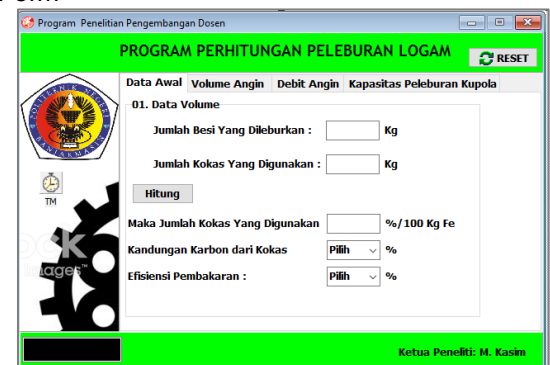 Program Penelitian Pengembangan Dosen
PROGRAM PERHITUNGAN PELEBURAN LOGAM
RESET
Data Awal Volume Angin Debit Angin Kapasitas Peleburan Kupola
01. Data Volume
Jumlah Besi Yang Dileburkan : Kg
Jumlah Kokas Yang Digunakan : Kg
Hitung
Maka Jumlah Kokas Yang Digunakan %/100 Kg Fe
Kandungan Karbon dari Kokas Pilih %
Efisiensi Pembakaran : Pilih %
TM
Ketua Peneliti: M. Kasim